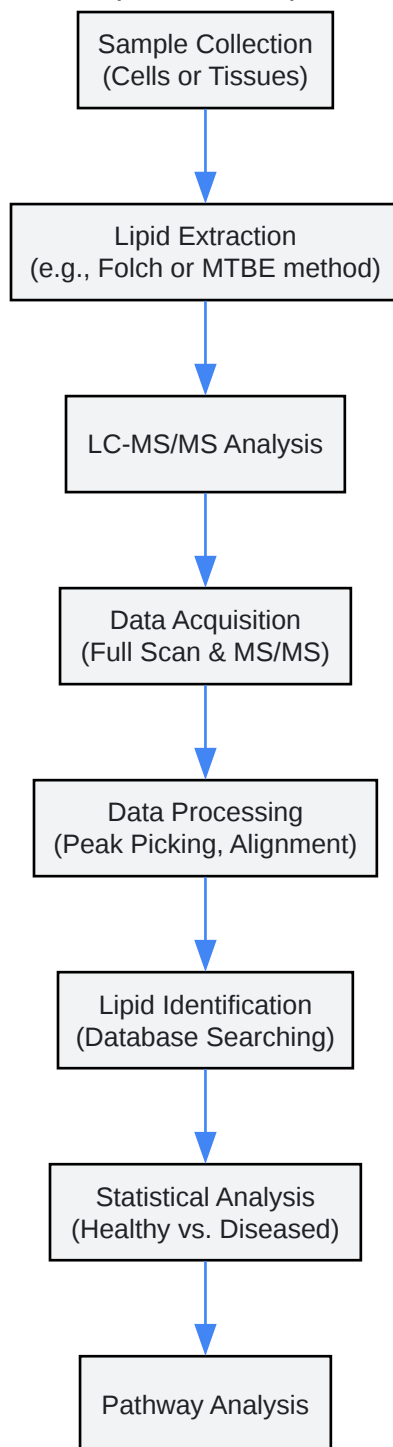 Sample Collection
(Cells or Tissues)
Lipid Extraction
(e.g., Folch or MTBE method)
LC-MS/MS Analysis
Data Acquisition
(Full Scan & MS/MS)
Data Processing
(Peak Picking, Alignment)
Lipid Identification
(Database Searching)
Statistical Analysis
(Healthy vs. Diseased)
Pathway Analysis